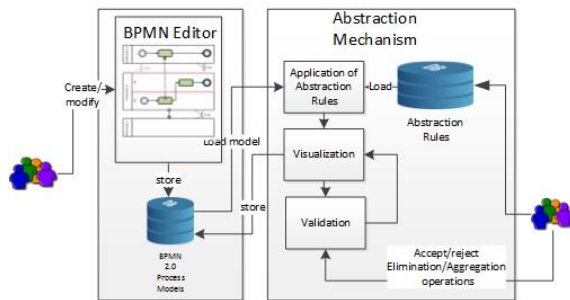 BPMN Editor
Create/
modify
store
BPMN
2.0
Process
Models
Load model
store
Abstraction
Mechanism
Application of
Abstraction
Rules
Load
Abstraction
Rules
Visualization
Validation
Accept/reject
Elimination/Aggregation
operations